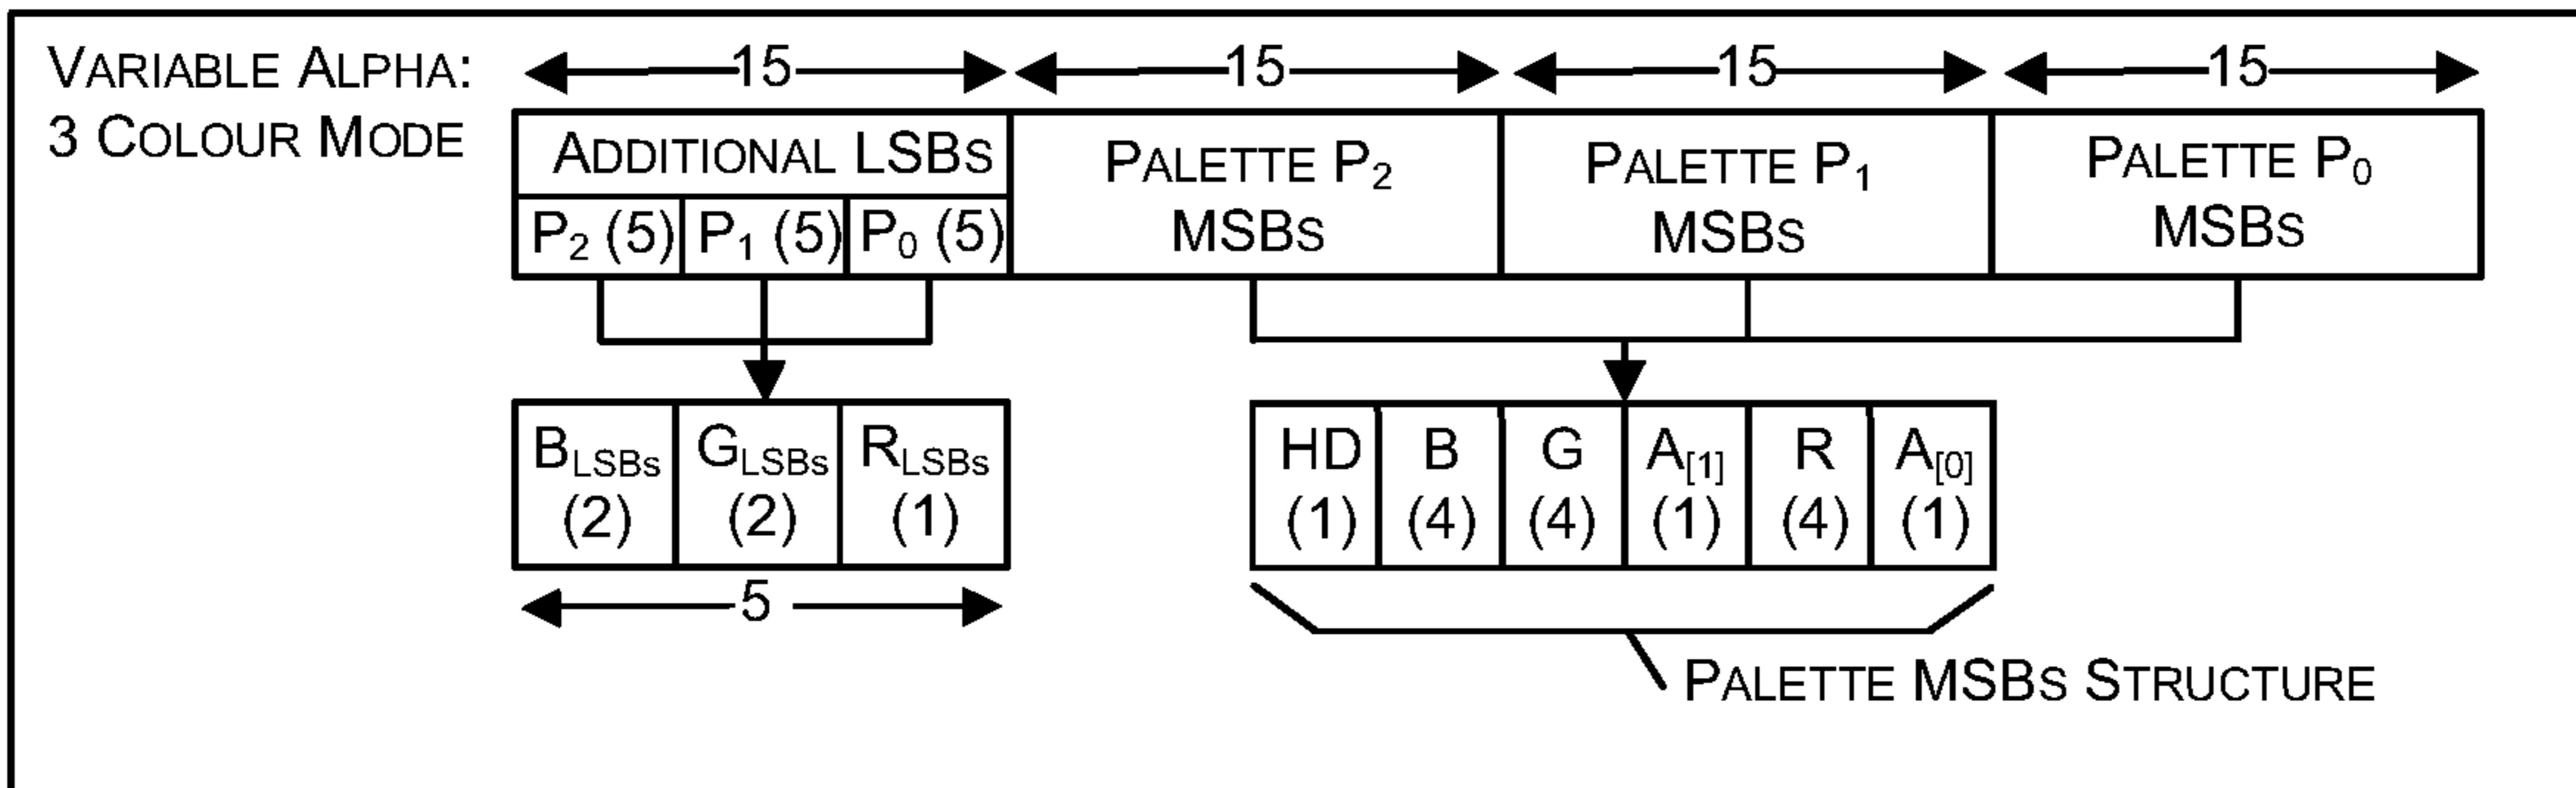 VARIABLE ALPHA:
3 COLOUR MODE
15 15 15 15
ADDITIONAL LSBS
P2 (5) P1 (5) P0 (5)
PALETTE P2
MSBS
PALETTE P1
MSBS
PALETTE P0
MSBS
BLSBs
(2)
GLSBs
(2)
RLSBs
(1)
5
HD
(1)
B
(4)
G
(4)
A[1]
(1)
R
(4)
A[0]
(1)
PALETTE MSBS STRUCTURE